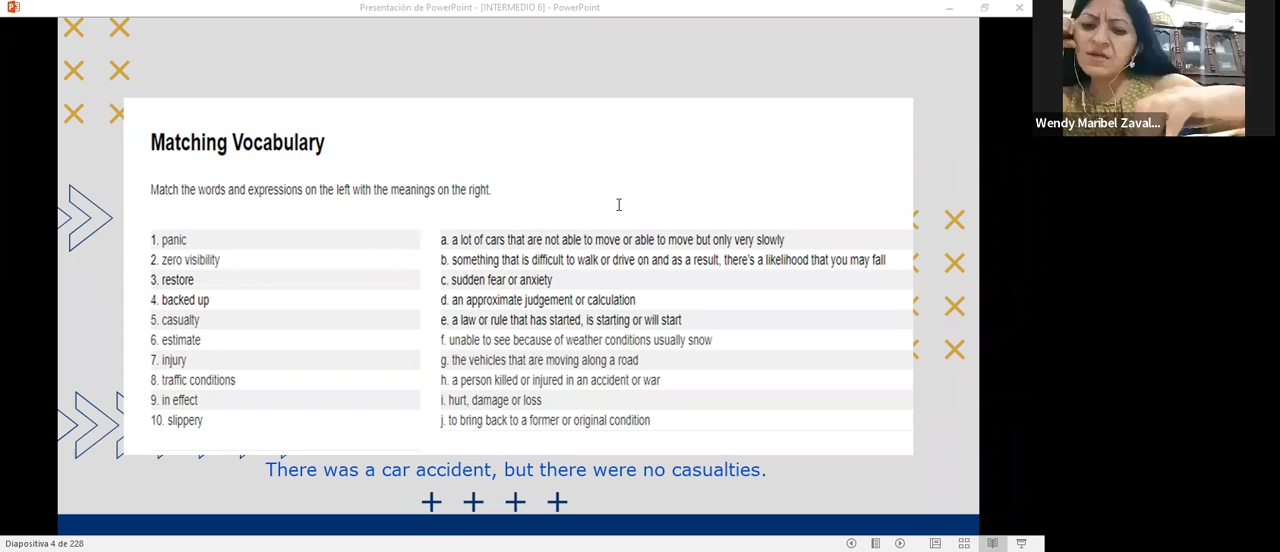 Presentación de PowerPoint - [INTERMEDIO 6] - PowerPoint
Wendy Maribel Zaval...
Matching Vocabulary
Match the words and expressions on the left with the meanings on the right.
1. panic
a. a lot of cars that are not able to move or able to move but only very slowly
2. zero visibility
b. something that is difficult to walk or drive on and as a result, there's a likelihood that you may fall
3. restore
c. sudden fear or anxiety
4. backed up
d. an approximate judgement or calculation
5. casualty
e. a law or rule that has started, is starting or will start
6. estimate
f. unable to see because of weather conditions usually snow
7. injury
g. the vehicles that are moving along a road
8. traffic conditions
h. a person killed or injured in an accident or war
9. in effect
i. hurt, damage or loss
10. slippery
j. to bring back to a former or original condition
There was a car accident, but there were no casualties.
Diapositiva 4 de 228